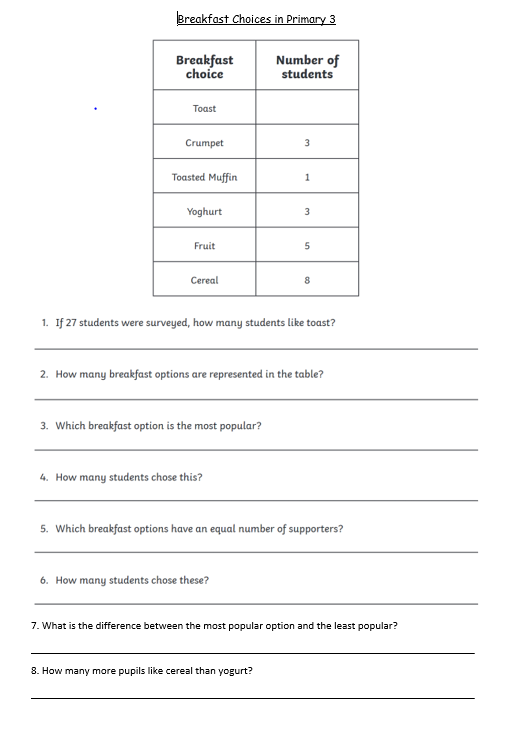 Breakfast Choices in Primary 3
Breakfast choice Number of students
Toast
Crumpet 3
Toasted Muffin 1
Yoghurt 3
Fruit 5
Cereal 8
1. If 27 students were surveyed, how many students like toast?
2. How many breakfast options are represented in the table?
3. Which breakfast option is the most popular?
4. How many students chose this?
5. Which breakfast options have an equal number of supporters?
6. How many students chose these?
7. What is the difference between the most popular option and the least popular?
8. How many more pupils like cereal than yogurt?